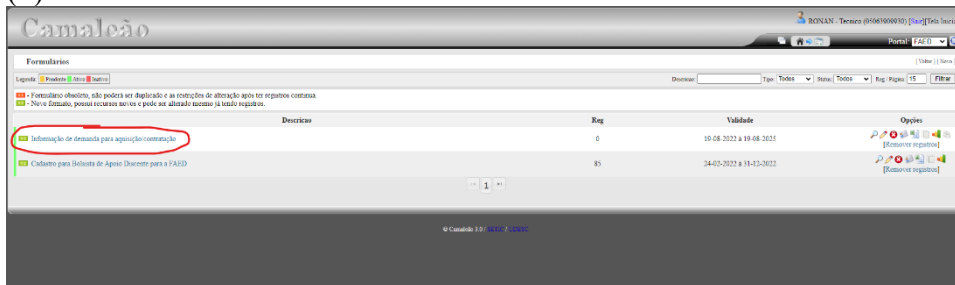 Camaleão
RONAN - Tecnico (05063909930) [Sair][Tela Inici
Portal: FAED
Formulários
[ Voltar ] [ Novo ]
Legenda: Pendente Ativo Inativo
Descricao: Tipo: Todos Status: Todos Reg / Página: 15 Filtrar
- Formulário obsoleto, não poderá ser duplicado e as restrições de alteração após ter registros continua.
- Novo formato, possui recursos novos e pode ser alterado mesmo já tendo registros.
Descricao Reg Validade Opções
Informação de demanda para aquisição/contratação 0 19-08-2022 à 19-08-2025
[Remover registros]
Cadastro para Bolsista de Apoio Discente para a FAED 85 24-02-2022 à 31-12-2022
[Remover registros]
1
© Camaleão 3.0 /